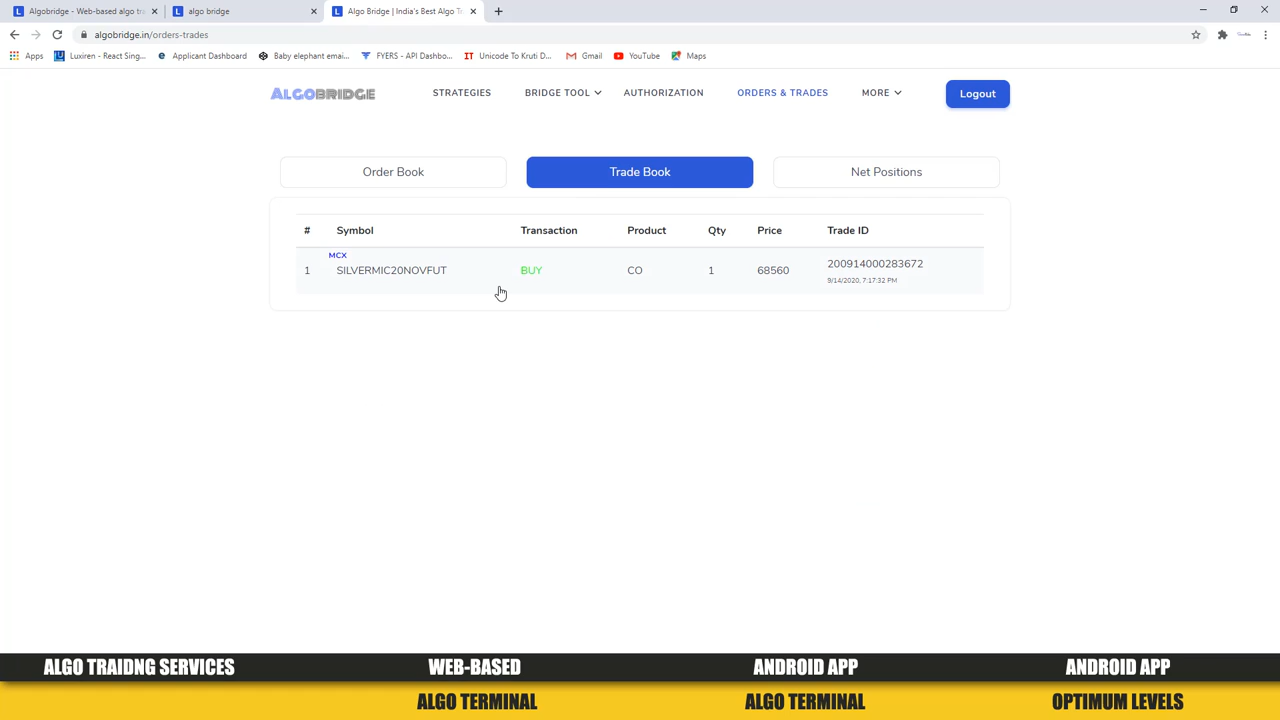 Algobridge - Web-based algo tra
algo bridge
Algo Bridge | India's Best Algo T
algobridge.in/orders-trades
Apps
Luxiren - React Sing...
Applicant Dashboard
Baby elephant emai...
FYERS - API Dashbo...
Unicode To Kruti D...
Gmail
YouTube
Maps
ALGOBRIDGE
STRATEGIES
BRIDGE TOOL
AUTHORIZATION
ORDERS & TRADES
MORE
Logout
Order Book
Trade Book
Net Positions
# Symbol Transaction Product Qty Price Trade ID
MCX
1 SILVERMIC20NOVFUT BUY CO 1 68560 200914000283672
9/14/2020, 7:17:32 PM
ALGO TRAIDNG SERVICES WEB-BASED ANDROID APP ANDROID APP
ALGO TERMINAL ALGO TERMINAL OPTIMUM LEVELS